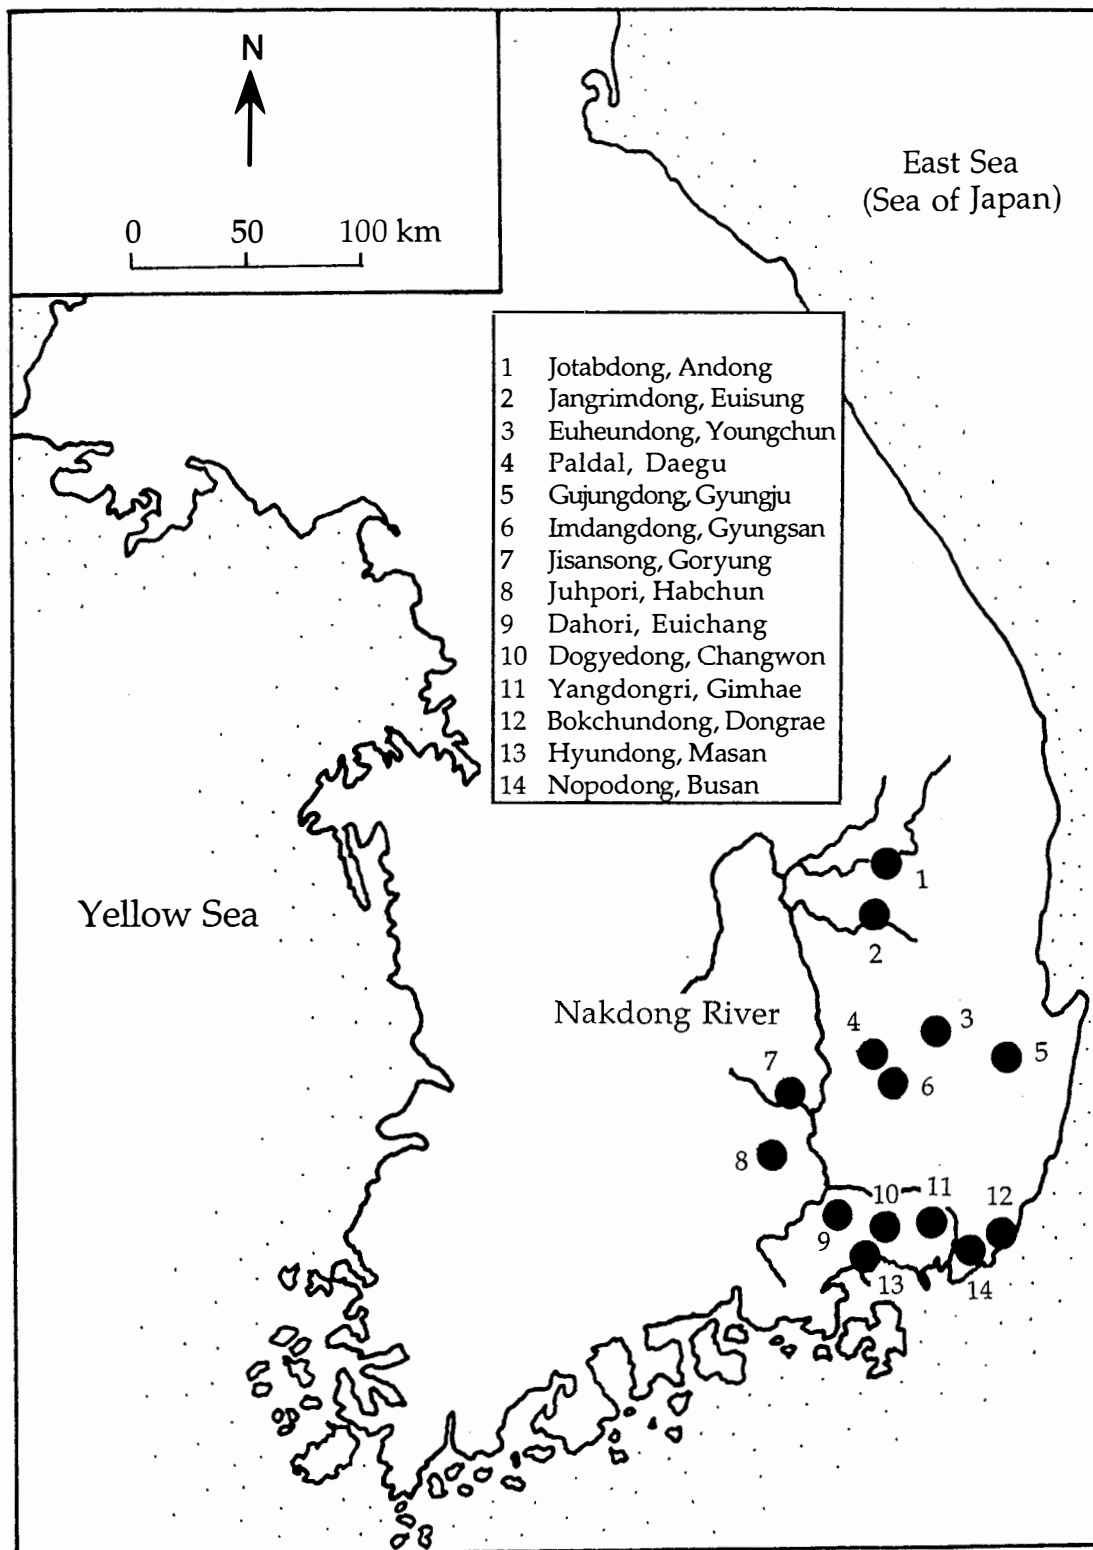 N
0 50 100 km
East Sea
(Sea of Japan)
1 Jotabdong, Andong
2 Jangrimdong, Euisung
3 Euheundong, Youngchun
4 Paldal, Daegu
5 Gujungdong, Gyungju
6 Imdangdong, Gyungsan
7 Jisansong, Goryung
8 Juhpori, Habchun
9 Dahori, Euichang
10 Dogyedong, Changwon
11 Yangdongri, Gimhae
12 Bokchundong, Dongrae
13 Hyundong, Masan
14 Nopodong, Busan
1
Yellow Sea
2
Nakdong River
3
4
5
7
6
8
10
11
12
9
13
14